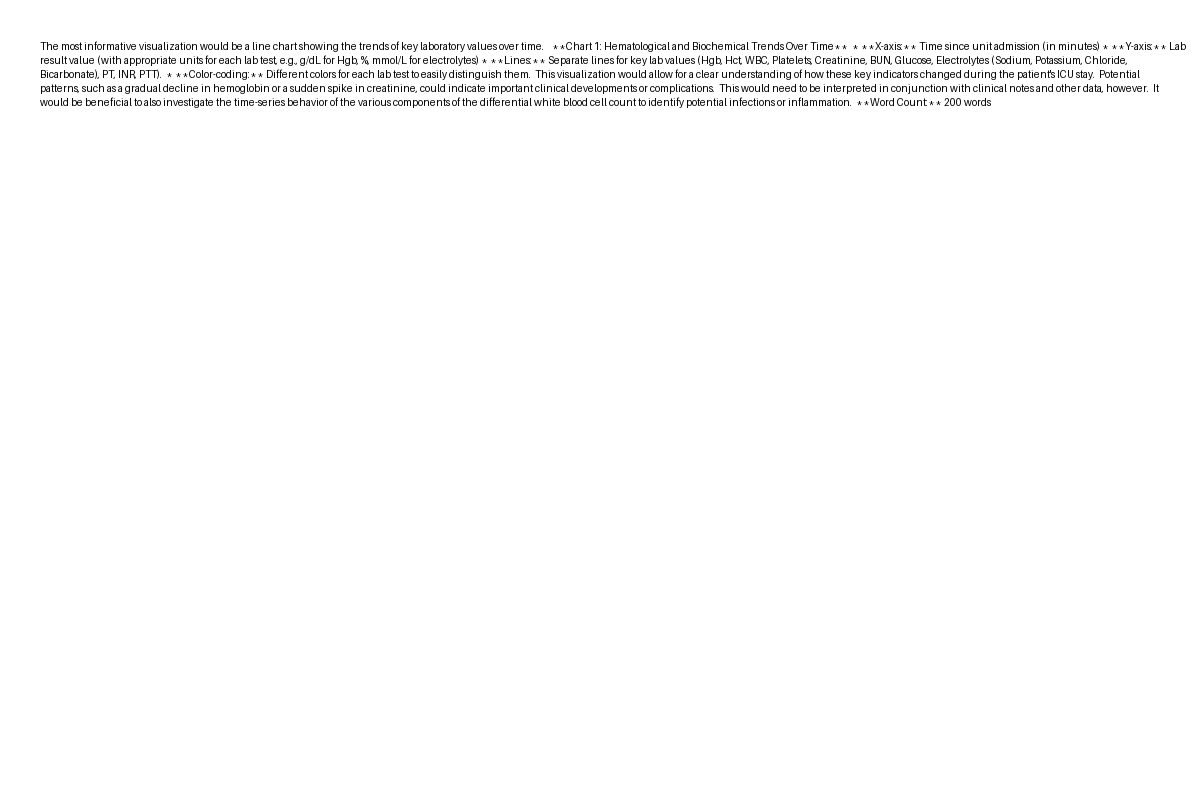 The most informative visualization would be a line chart showing the trends of key laboratory values over time.   **Chart 1: Hematological and Biochemical Trends Over Time**  * **X-axis:** Time since unit admission (in minutes) * **Y-axis:** Lab
result value (with appropriate units for each lab test, e.g., g/dL for Hgb, %, mmol/L for electrolytes) * **Lines:** Separate lines for key lab values (Hgb, Hct, WBC, Platelets, Creatinine, BUN, Glucose, Electrolytes (Sodium, Potassium, Chloride,
Bicarbonate), PT, INR, PTT).  * **Color-coding:** Different colors for each lab test to easily distinguish them.  This visualization would allow for a clear understanding of how these key indicators changed during the patient's ICU stay.  Potential
patterns, such as a gradual decline in hemoglobin or a sudden spike in creatinine, could indicate important clinical developments or complications.  This would need to be interpreted in conjunction with clinical notes and other data, however.  It
would be beneficial to also investigate the time-series behavior of the various components of the differential white blood cell count to identify potential infections or inflammation.  **Word Count:** 200 words